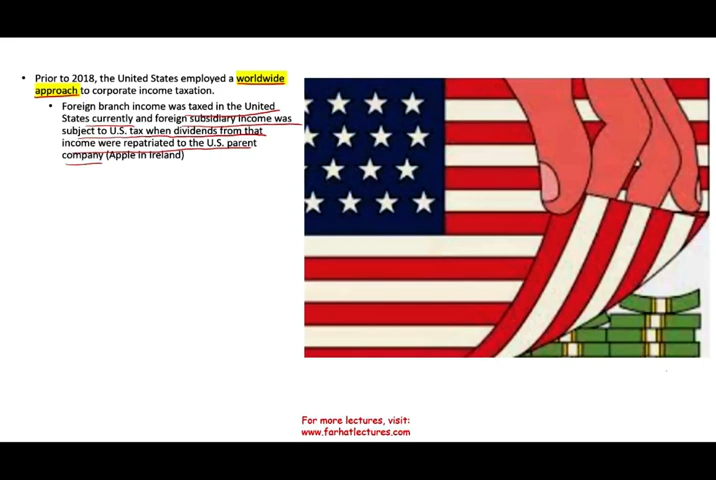 • Prior to 2018, the United States employed a worldwide
approach to corporate income taxation.
• Foreign branch income was taxed in the United
States currently and foreign subsidiary income was
subject to U.S. tax when dividends from that
income were repatriated to the U.S. parent
company (Apple in Ireland)
For more lectures, visit:
www.farhatlectures.com